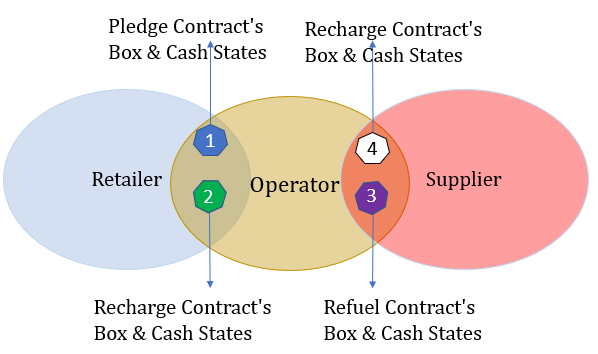 Pledge Contract's
Box & Cash States
Recharge Contract's
Box & Cash States
1
4
Retailer
Operator
Supplier
2
3
Recharge Contract's
Box & Cash States
Refuel Contract's
Box & Cash States